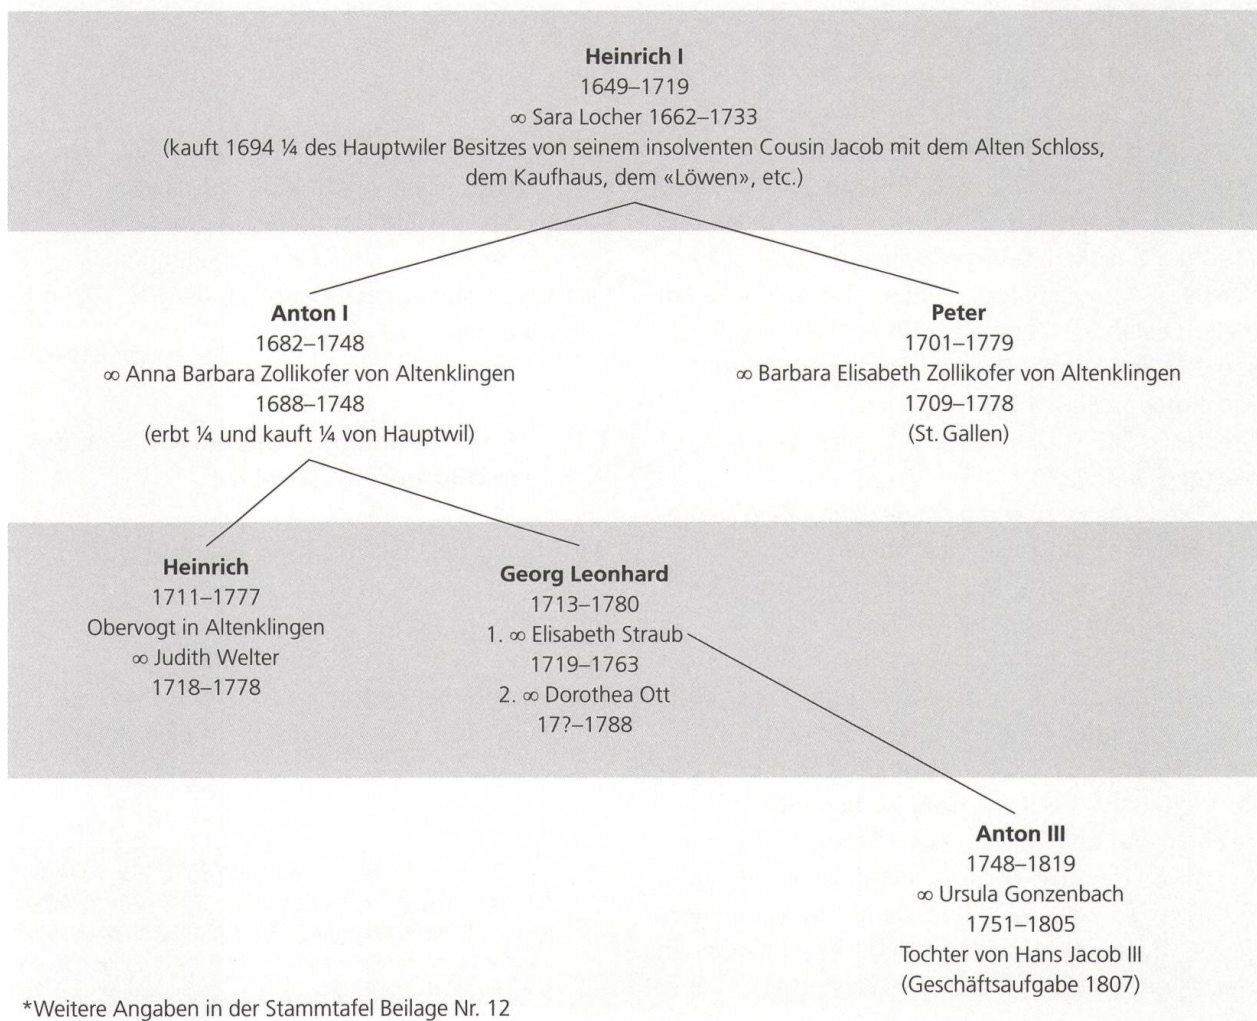 Heinrich I
1649–1719
∞ Sara Locher 1662–1733
(kauft 1694 ¼ des Hauptwiler Besitzes von seinem insolventen Cousin Jacob mit dem Alten Schloss,
dem Kaufhaus, dem «Löwen», etc.)
Anton I
1682–1748
∞ Anna Barbara Zollikofer von Altenklingen
1688–1748
(erbt ¼ und kauft ¼ von Hauptwil)
Peter
1701–1779
∞ Barbara Elisabeth Zollikofer von Altenklingen
1709–1778
(St. Gallen)
Heinrich
1711–1777
Obervogt in Altenklingen
∞ Judith Welter
1718–1778
Georg Leonhard
1713–1780
1. ∞ Elisabeth Straub
1719–1763
2. ∞ Dorothea Ott
17?–1788
Anton III
1748–1819
∞ Ursula Gonzenbach
1751–1805
Tochter von Hans Jacob III
(Geschäftsaufgabe 1807)
*Weitere Angaben in der Stammtafel Beilage Nr. 12